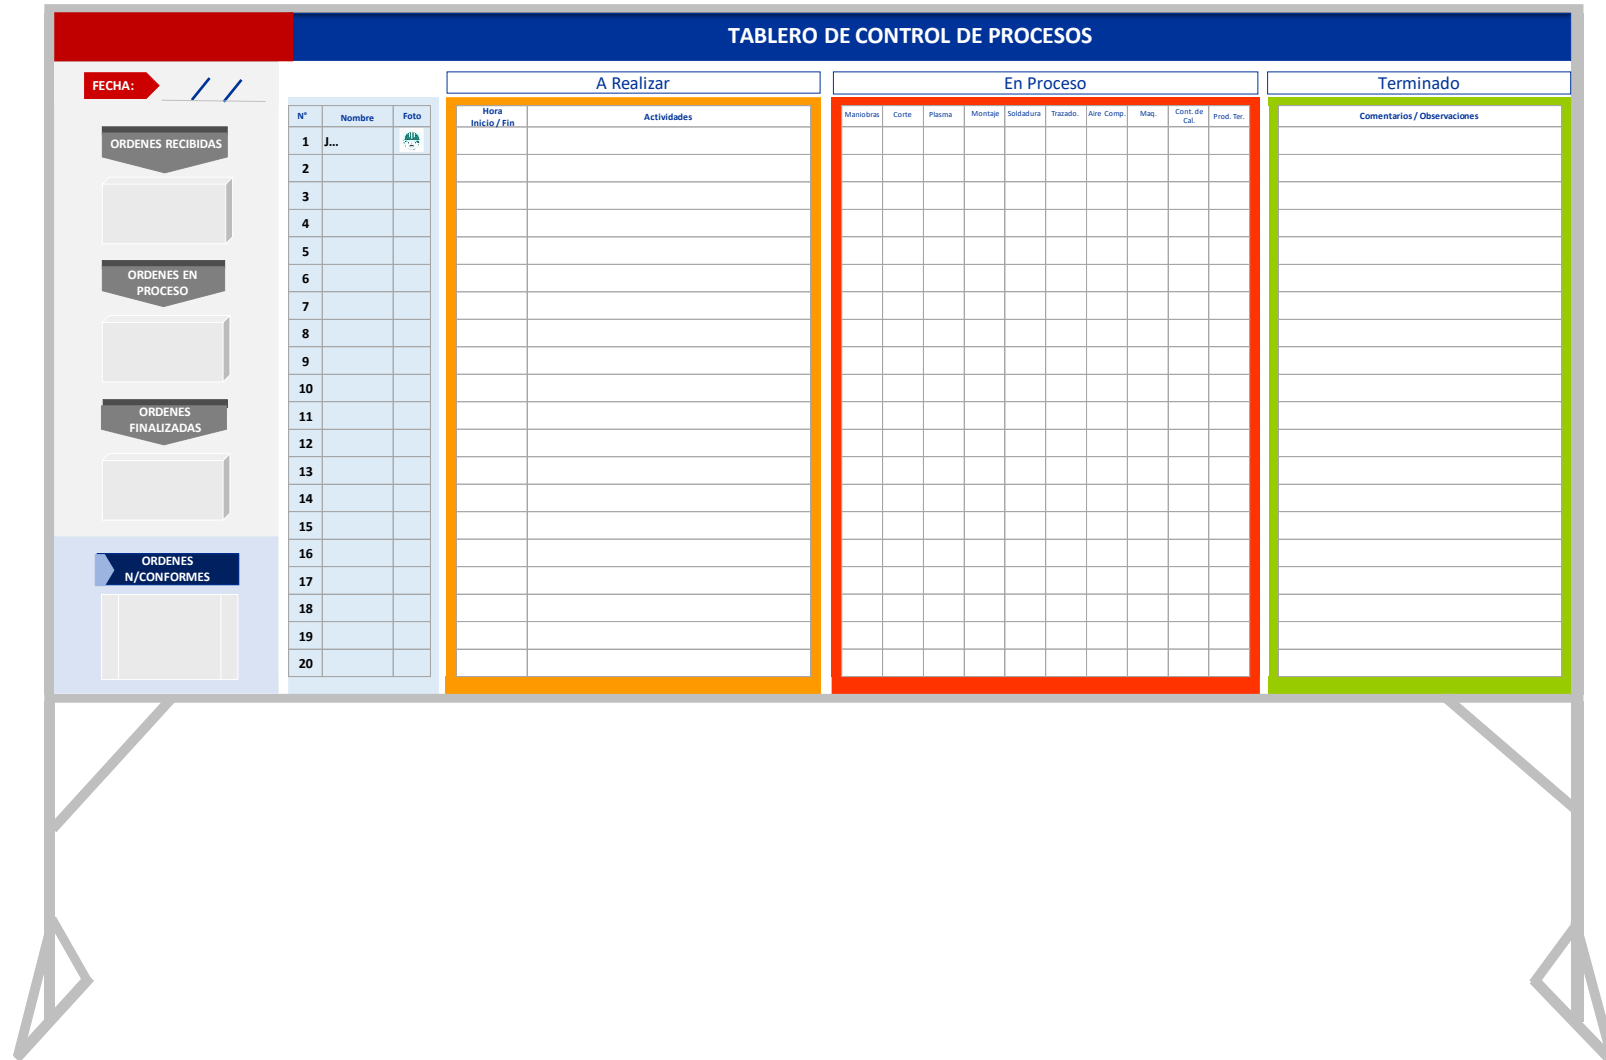 TABLERO DE CONTROL DE PROCESOS
FECHA:
A Realizar
En Proceso
Terminado
ORDENES RECIBIDAS
ORDENES EN
PROCESO
ORDENES
FINALIZADAS
ORDENES
N/CONFORMES
N° Nombre Foto
1 J...
2
3
4
5
6
7
8
9
10
11
12
13
14
15
16
17
18
19
20
Hora
Inicio / Fin
Actividades
Maniobras Corte Plasma Montaje Soldadura Trazado. Aire Comp. Maq. Cont. de
Cal.
Prod. Ter.
Comentarios / Observaciones